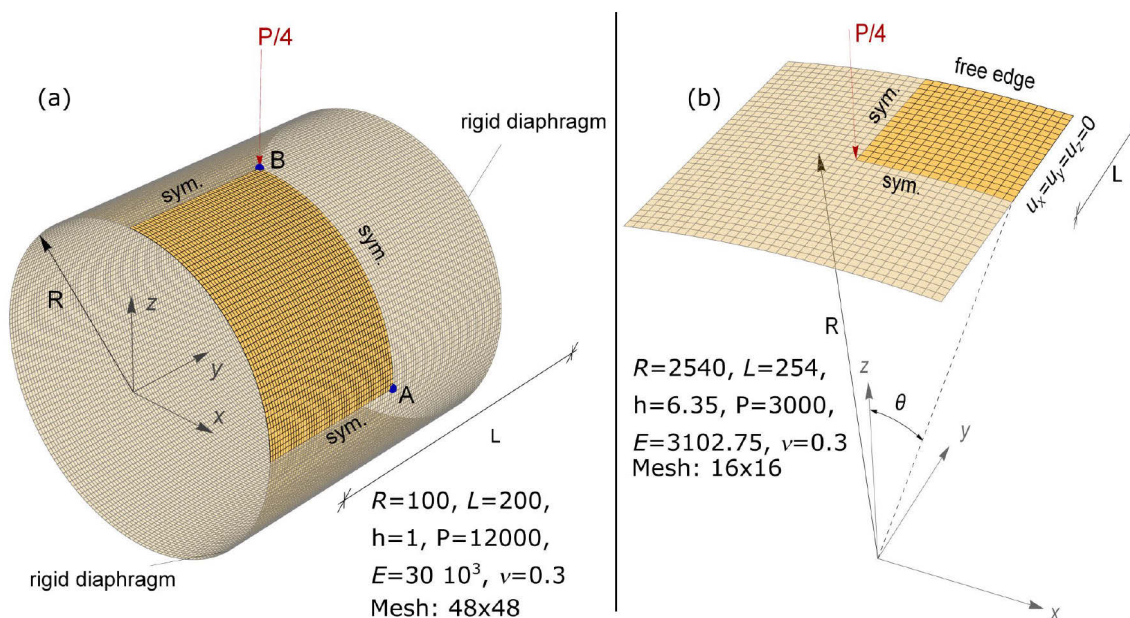 (a)
P/4
B
rigid diaphragm
sym.
sym.
R
z
y
x
A
sym.
L
rigid diaphragm
R=100, L=200,
h=1, P=12000,
E=30 10³, ν=0.3
Mesh: 48x48
(b)
P/4
free edge
sym.
sym.
uₓ=u_y=u_z=0
L
R
R=2540, L=254,
h=6.35, P=3000,
E=3102.75, ν=0.3
Mesh: 16x16
z
θ
y
x